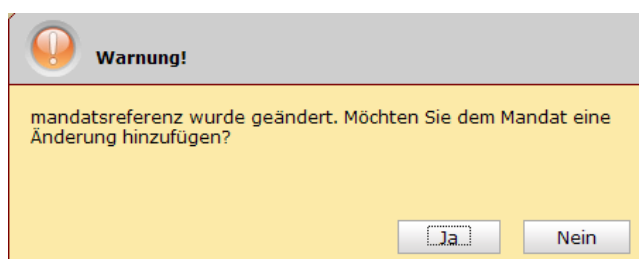 Warnung!
mandatsreferenz wurde geändert. Möchten Sie dem Mandat eine
Änderung hinzufügen?
Ja
Nein